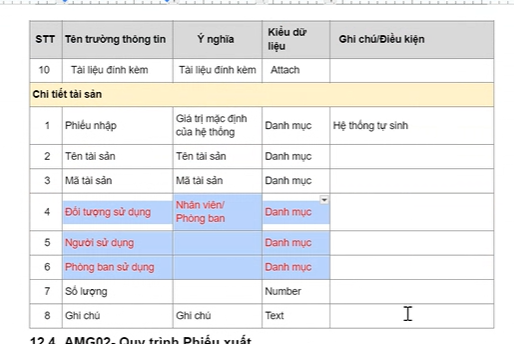 STT Tên trường thông tin Ý nghĩa Kiểu dữ liệu Ghi chú/Điều kiện
10 Tài liệu đính kèm Tài liệu đính kèm Attach
Chi tiết tài sản
1 Phiếu nhập Giá trị mặc định của hệ thống Danh mục Hệ thống tự sinh
2 Tên tài sản Tên tài sản Danh mục
3 Mã tài sản Mã tài sản Danh mục
4 Đối tượng sử dụng Nhân viên/ Phòng ban Danh mục
5 Người sử dụng Danh mục
6 Phòng ban sử dụng Danh mục
7 Số lượng Number
8 Ghi chú Ghi chú Text
12.4. AMG02- Quy trình Phiếu xuất